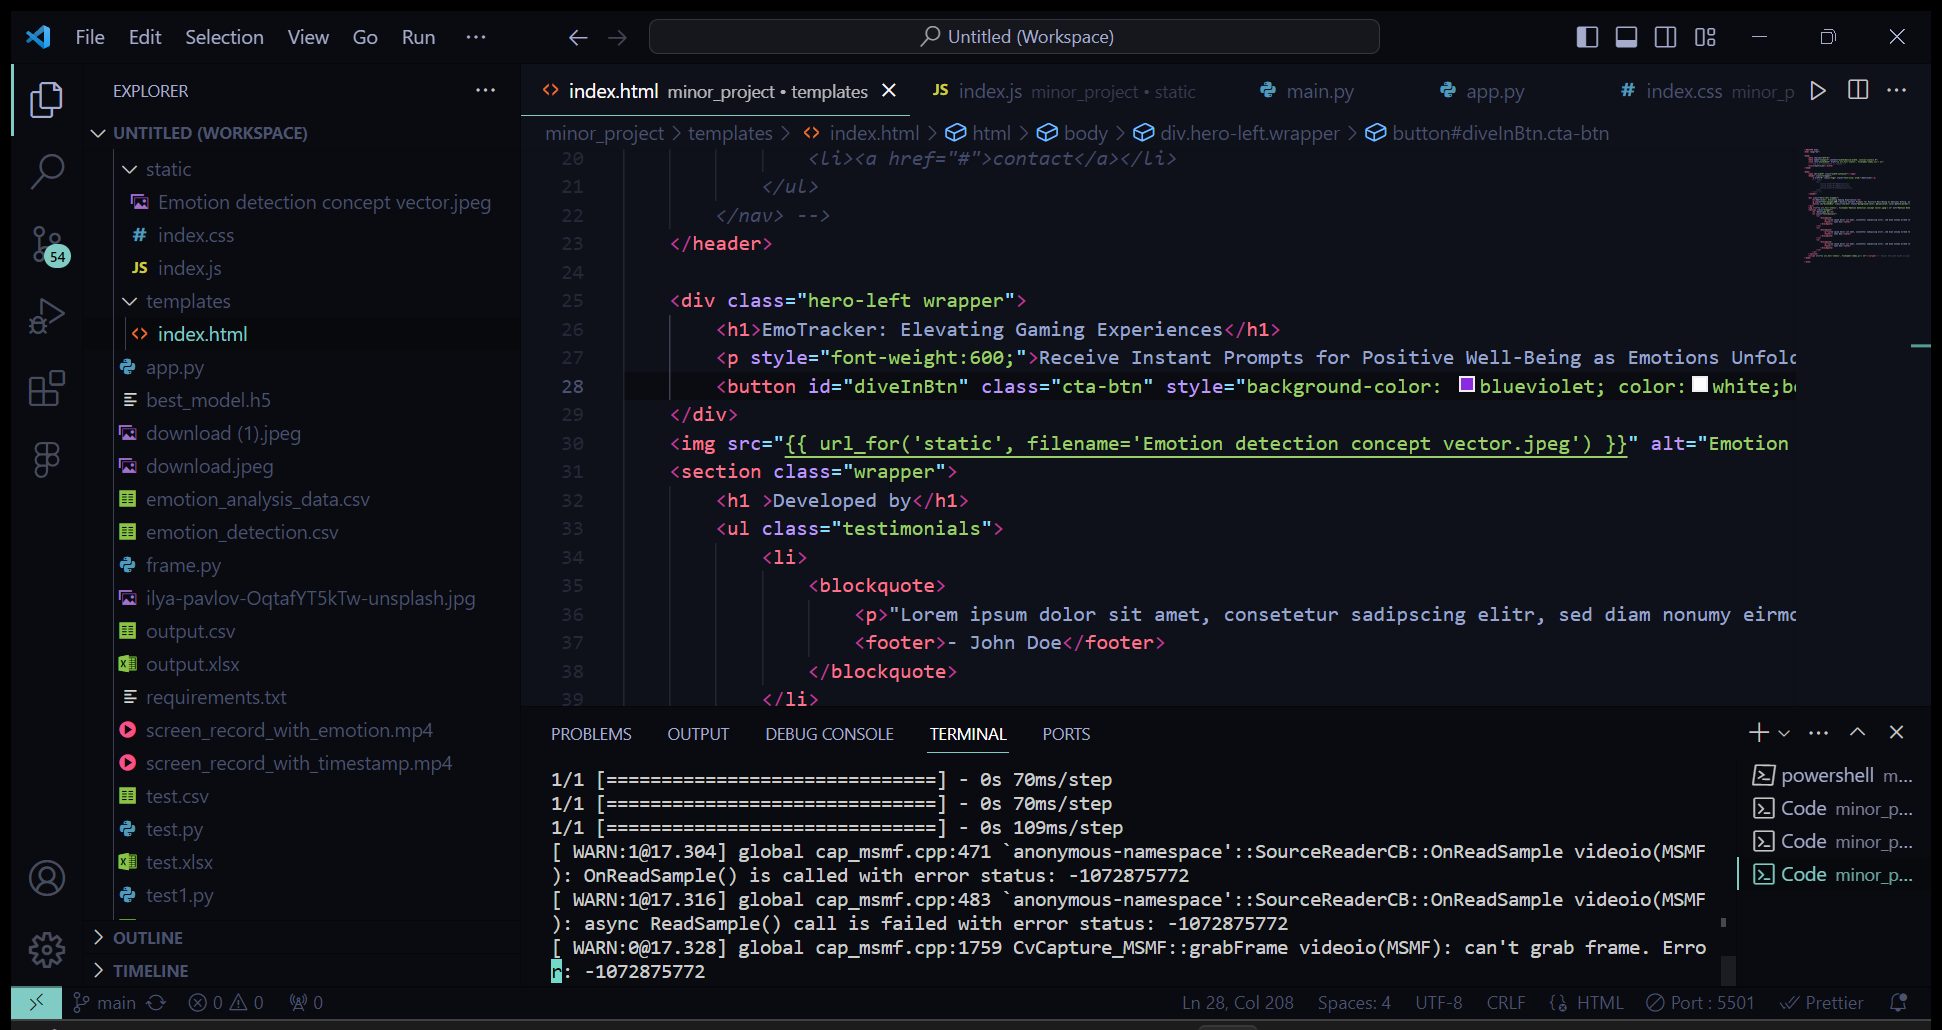 File Edit Selection View Go Run ···
Untitled (Workspace)
EXPLORER ···
UNTITLED (WORKSPACE)
static
Emotion detection concept vector.jpeg
# index.css
JS index.js
templates
<> index.html
app.py
best_model.h5
download (1).jpeg
download.jpeg
emotion_analysis_data.csv
emotion_detection.csv
frame.py
ilya-pavlov-OqtafYT5kTw-unsplash.jpg
output.csv
output.xlsx
requirements.txt
screen_record_with_emotion.mp4
screen_record_with_timestamp.mp4
test.csv
test.py
test.xlsx
test1.py
OUTLINE
TIMELINE
54
<> index.html minor_project • templates
JS index.js minor_project • static
main.py
app.py
# index.css minor_p
minor_project > templates > <> index.html > html > body > div.hero-left.wrapper > button#diveInBtn.cta-btn
20 <li><a href="#">contact</a></li>
21 </ul>
22 </nav> -->
23 </header>
24
25 <div class="hero-left wrapper">
26 <h1>EmoTracker: Elevating Gaming Experiences</h1>
27 <p style="font-weight:600;">Receive Instant Prompts for Positive Well-Being as Emotions Unfol
28 <button id="diveInBtn" class="cta-btn" style="background-color: blueviolet; color: white;b
29 </div>
30 <img src="{{ url_for('static', filename='Emotion detection concept vector.jpeg') }}" alt="Emotion
31 <section class="wrapper">
32 <h1 >Developed by</h1>
33 <ul class="testimonials">
34 <li>
35 <blockquote>
36 <p>"Lorem ipsum dolor sit amet, consetetur sadipscing elitr, sed diam nonumy eirm
37 <footer>- John Doe</footer>
38 </blockquote>
39 </li>
PROBLEMS OUTPUT DEBUG CONSOLE TERMINAL PORTS
1/1 [==============================] - 0s 70ms/step
1/1 [==============================] - 0s 70ms/step
1/1 [==============================] - 0s 109ms/step
[ WARN:1@17.304] global cap_msmf.cpp:471 `anonymous-namespace'::SourceReaderCB::OnReadSample videoio(MSMF
): OnReadSample() is called with error status: -1072875772
[ WARN:1@17.316] global cap_msmf.cpp:483 `anonymous-namespace'::SourceReaderCB::OnReadSample videoio(MSMF
): async ReadSample() call is failed with error status: -1072875772
[ WARN:0@17.328] global cap_msmf.cpp:1759 CvCapture_MSMF::grabFrame videoio(MSMF): can't grab frame. Erro
r: -1072875772
powershell m...
Code minor_p...
Code minor_p...
Code minor_p...
main 0 0 0
Ln 28, Col 208 Spaces: 4 UTF-8 CRLF HTML Port : 5501 Prettier